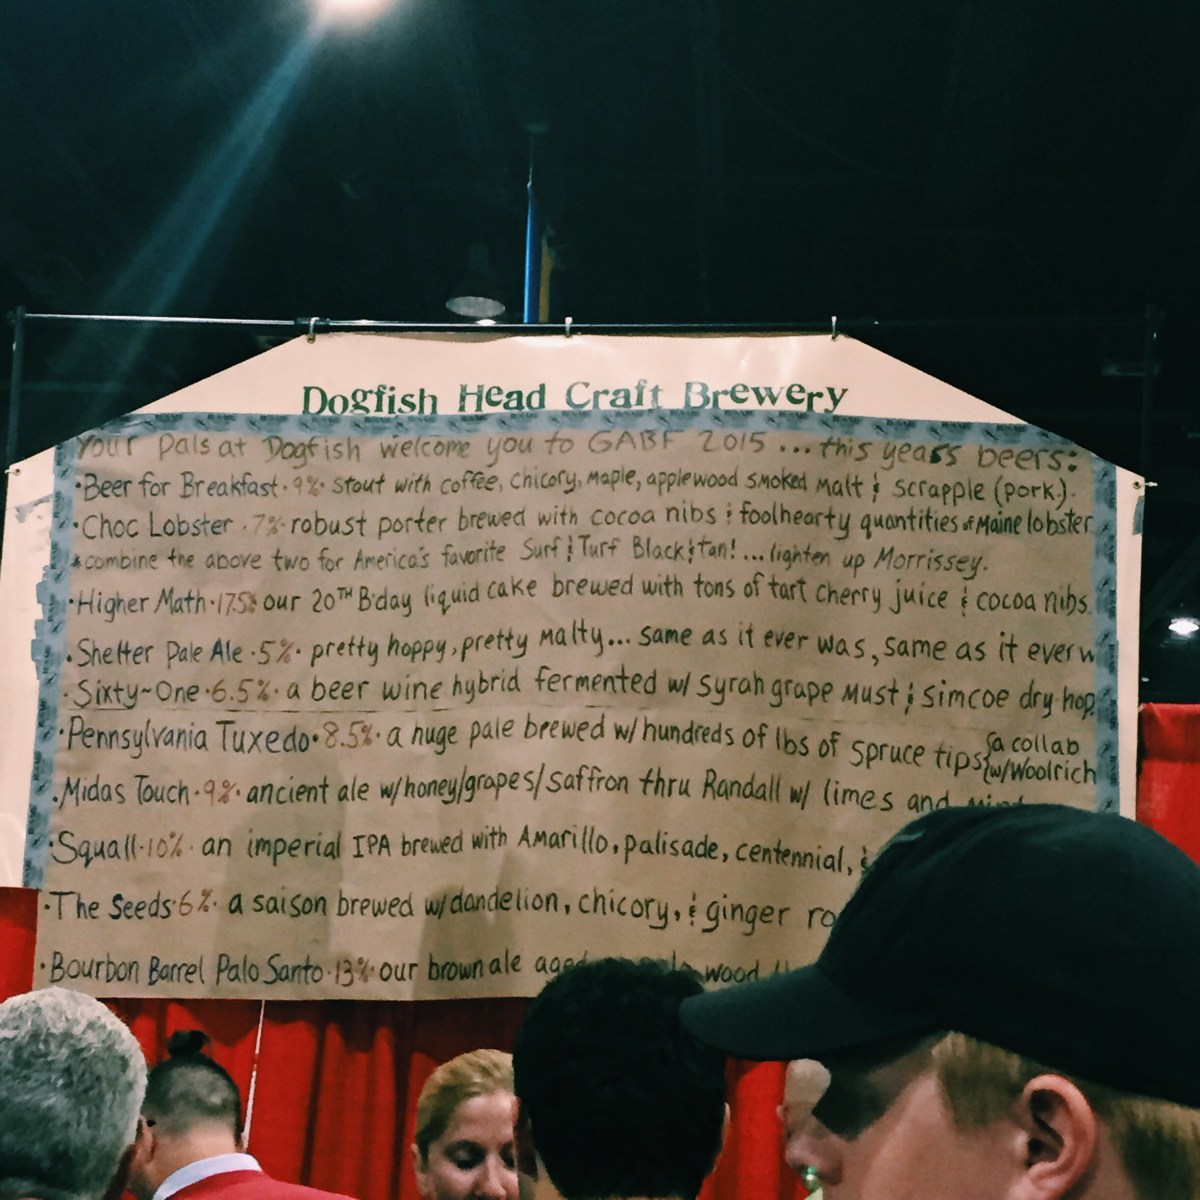 Dogfish Head Craft Brewery
Your pals at Dogfish welcome you to GABF 2015 ... this years beers:
·Beer for Breakfast · 9% · stout with coffee, chicory, maple, applewood smoked malt & scrapple (pork).
·Choc Lobster · 7% · robust porter brewed with cocoa nibs & foolhearty quantities of Maine lobster
*combine the above two for America's favorite Surf & Turf Black & Tan! ... lighten up Morrissey.
·Higher Math · 17.5% our 20TH B·day liquid cake brewed with tons of tart cherry juice & cocoa nibs.
·Shelter Pale Ale · 5% · pretty hoppy, pretty malty... same as it ever was, same as it ever w
·Sixty~One · 6.5% · a beer wine hybrid fermented w/ syrah grape must & simcoe dry-hop
·Pennsylvania Tuxedo · 8.5% · a huge pale brewed w/ hundreds of lbs of spruce tips {a collab
{w/Woolrich
·Midas Touch · 9% · ancient ale w/honey/grapes/saffron thru Randall w/ limes and
·Squall · 10% · an imperial IPA brewed with Amarillo, palisade, centennial, &
·The Seeds · 6% · a saison brewed w/dandelion, chicory, & ginger ro
·Bourbon Barrel Palo Santo · 13% · our brown ale aged wood